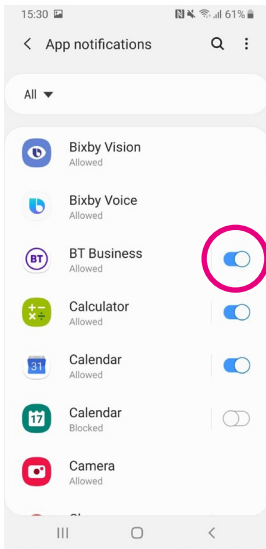 15:30 61%
App notifications
All
Bixby Vision
Allowed
Bixby Voice
Allowed
BT
BT Business
Allowed
Calculator
Allowed
31
Calendar
Allowed
17
Calendar
Blocked
Camera
Allowed